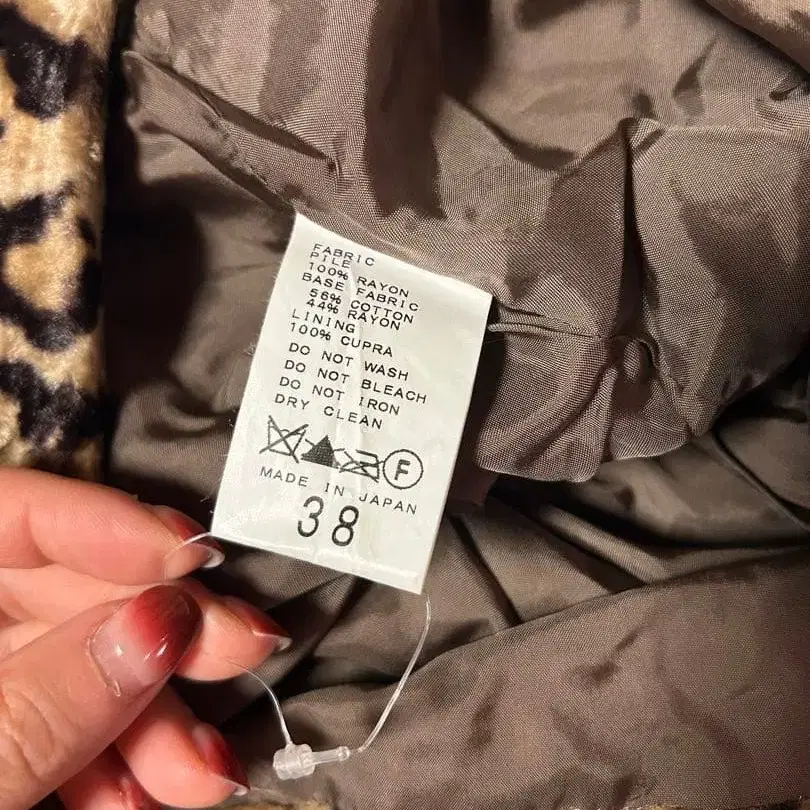 FABRIC
PILE
100% RAYON
BASE FABRIC
56% COTTON
44% RAYON
LINING
100% CUPRA
DO NOT WASH
DO NOT BLEACH
DO NOT IRON
DRY CLEAN
F
MADE IN JAPAN
38